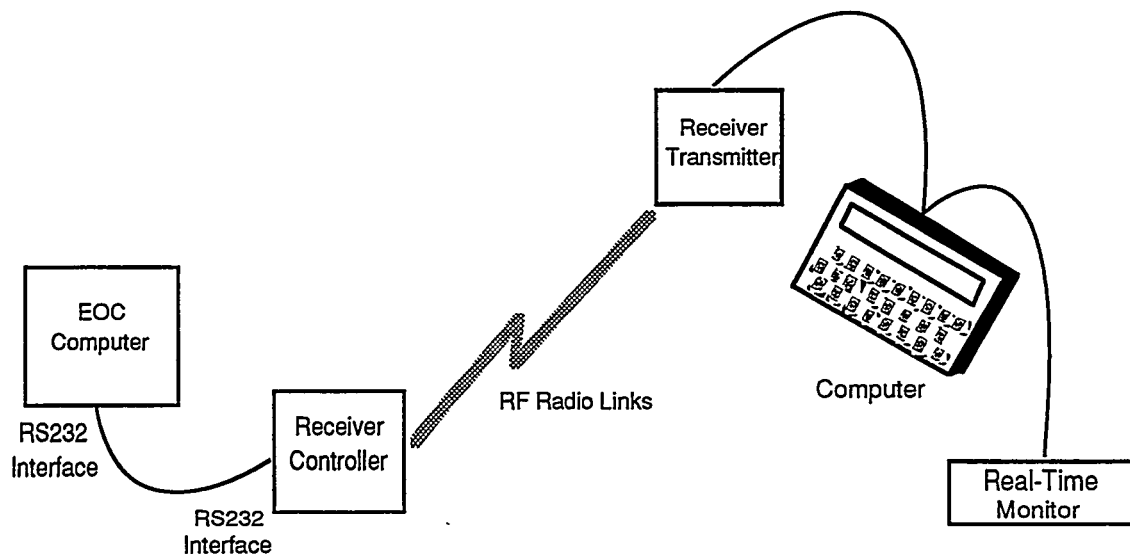 Receiver
Transmitter
EOC
Computer
RF Radio Links
Computer
RS232
Interface
Receiver
Controller
RS232
Interface
Real-Time
Monitor